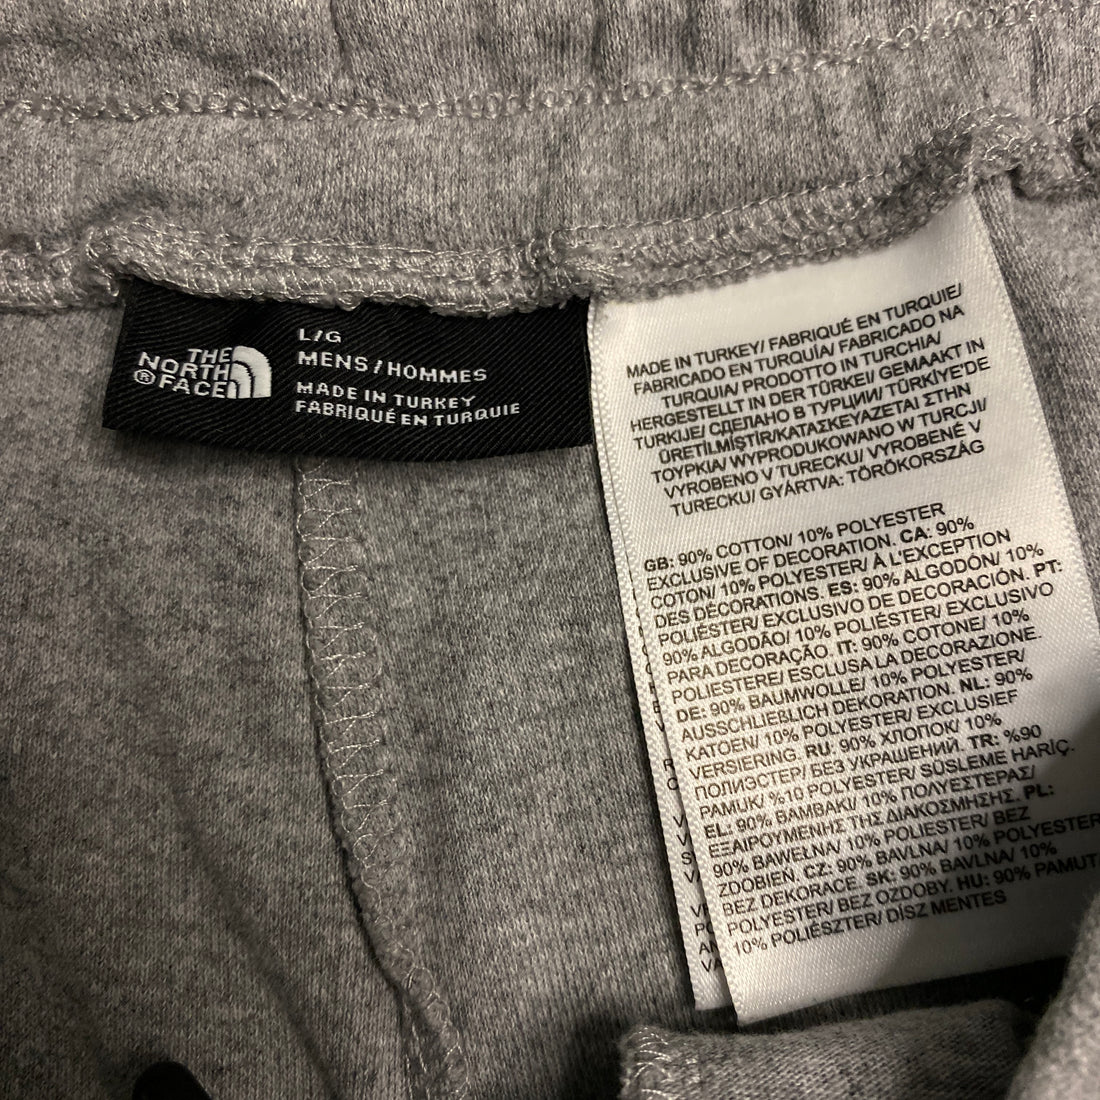 THE
NORTH
® FACE
L/G
MENS/HOMMES
MADE IN TURKEY
FABRIQUÉ EN TURQUIE
MADE IN TURKEY/ FABRIQUÉ EN TURQUIE/
FABRICADO EN TURQUÍA/ FABRICADO NA
TURQUIA/ PRODOTTO IN TURCHIA/
HERGESTELLT IN DER TÜRKEI/ GEMAAKT IN
TURKIJE/ СДЕЛАНО В ТУРЦИИ/ TÜRKİYE'DE
ÜRETİLMİŞTİR/ΚΑΤΑΣΚΕΥΑΖΕΤΑΙ ΣΤΗΝ
ΤΟΥΡΚΙΑ/ WYPRODUKOWANO W TURCJI/
VYROBENO V TURECKU/ VYROBENÉ V
TURECKU/ GYÁRTVA: TÖRÖKORSZÁG
GB: 90% COTTON/ 10% POLYESTER
EXCLUSIVE OF DECORATION. CA: 90%
COTON/ 10% POLYESTER/ À L'EXCEPTION
DES DÉCORATIONS. ES: 90% ALGODÓN/ 10%
POLIÉSTER/ EXCLUSIVO DE DECORACIÓN. PT:
90% ALGODÃO/ 10% POLIÉSTER/ EXCLUSIVO
PARA DECORAÇÃO. IT: 90% COTONE/ 10%
POLIESTERE/ ESCLUSA LA DECORAZIONE.
DE: 90% BAUMWOLLE/ 10% POLYESTER/
AUSSCHLIEBLICH DEKORATION. NL: 90%
KATOEN/ 10% POLYESTER/ EXCLUSIEF
VERSIERING. RU: 90% ХЛОПОК/ 10%
ПОЛИЭСТЕР/ БЕЗ УКРАШЕНИЙ. TR: %90
PAMUK/ %10 POLYESTER/ SÜSLEME HARİÇ.
EL: 90% ΒΑΜΒΑΚΙ/ 10% ΠΟΛΥΕΣΤΕΡΑΣ/
ΕΞΑΙΡΟΥΜΕΝΗΣ ΤΗΣ ΔΙΑΚΟΣΜΗΣΗΣ. PL:
90% BAWEŁNA/ 10% POLIESTER/ BEZ
ZDOBIEŃ. CZ: 90% BAVLNA/ 10% POLYESTER/
BEZ DEKORACE. SK: 90% BAVLNA/ 10%
POLYESTER/ BEZ OZDOBY. HU: 90% PAMUT/
10% POLIÉSZTER/ DÍSZ MENTES